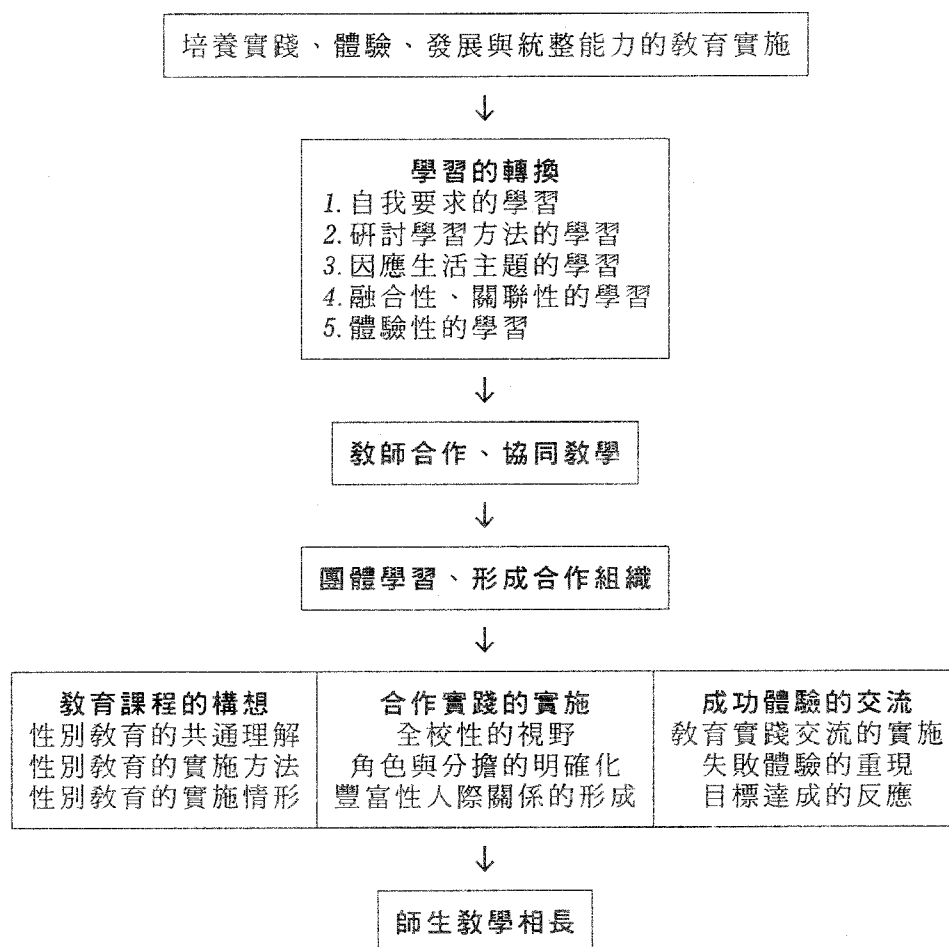 培養實踐、體驗、發展與統整能力的教育實施
↓
學習的轉換
1.自我要求的學習
2.研討學習方法的學習
3.因應生活主題的學習
4.融合性、關聯性的學習
5.體驗性的學習
↓
教師合作、協同教學
↓
團體學習、形成合作組織
↓
教育課程的構想
性別教育的共通理解
性別教育的實施方法
性別教育的實施情形
合作實踐的實施
全校性的視野
角色與分擔的明確化
豐富性人際關係的形成
成功體驗的交流
教育實踐交流的實施
失敗體驗的重現
目標達成的反應
↓
師生教學相長